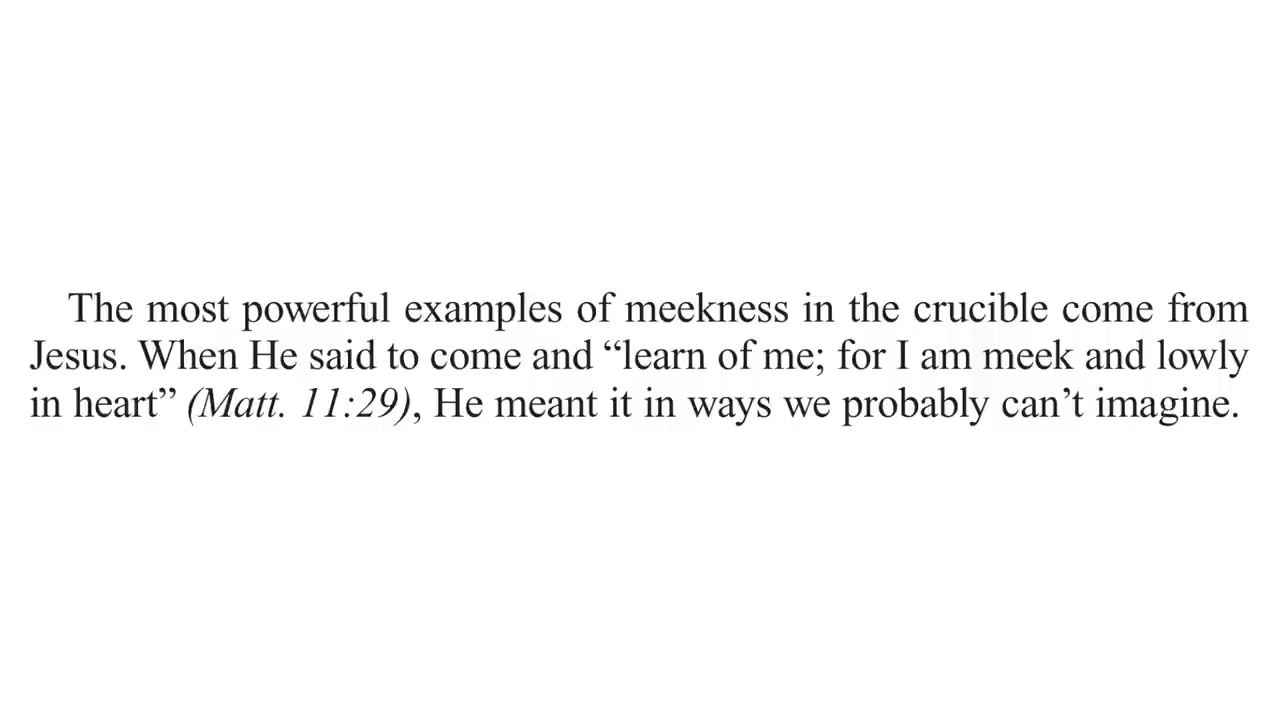 The most powerful examples of meekness in the crucible come from
Jesus. When He said to come and “learn of me; for I am meek and lowly
in heart” (Matt. 11:29), He meant it in ways we probably can’t imagine.